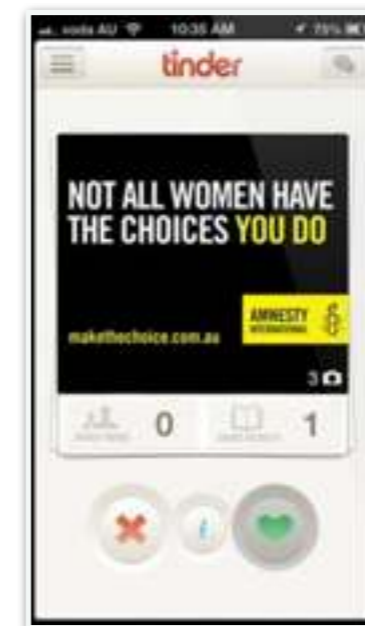 voda AU 10:35 AM 75%
tinder
NOT ALL WOMEN HAVE
THE CHOICES YOU DO
AMNESTY
INTERNATIONAL
makethechoice.com.au
3
0 1
i